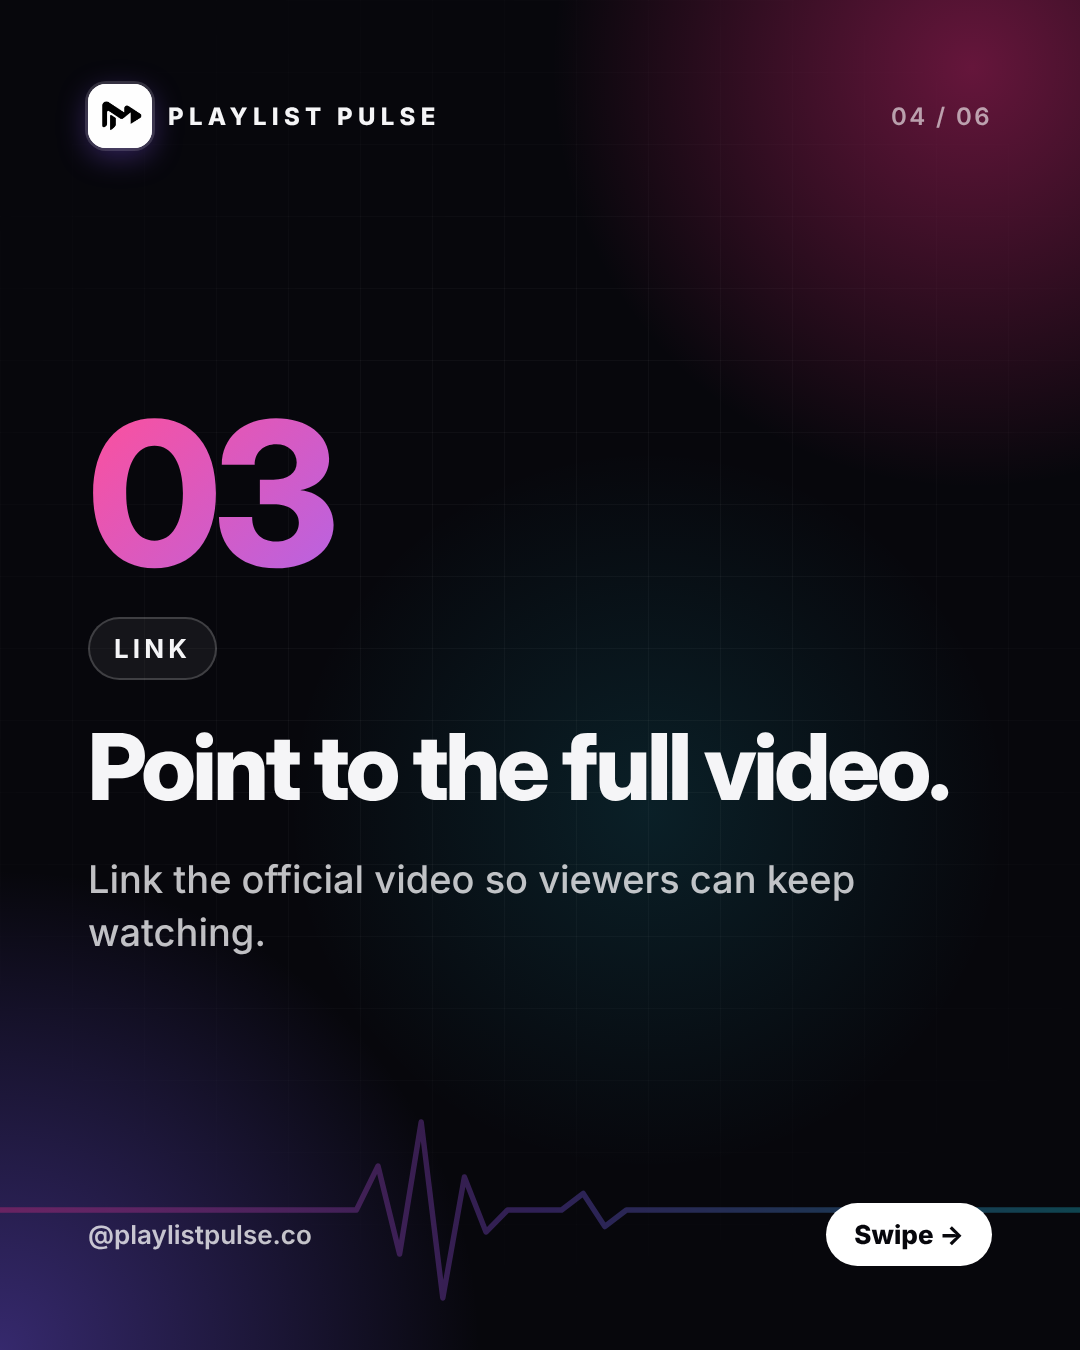 PLAYLIST PULSE
04 / 06
03
LINK
Point to the full video.
Link the official video so viewers can keep
watching.
@playlistpulse.co
Swipe →